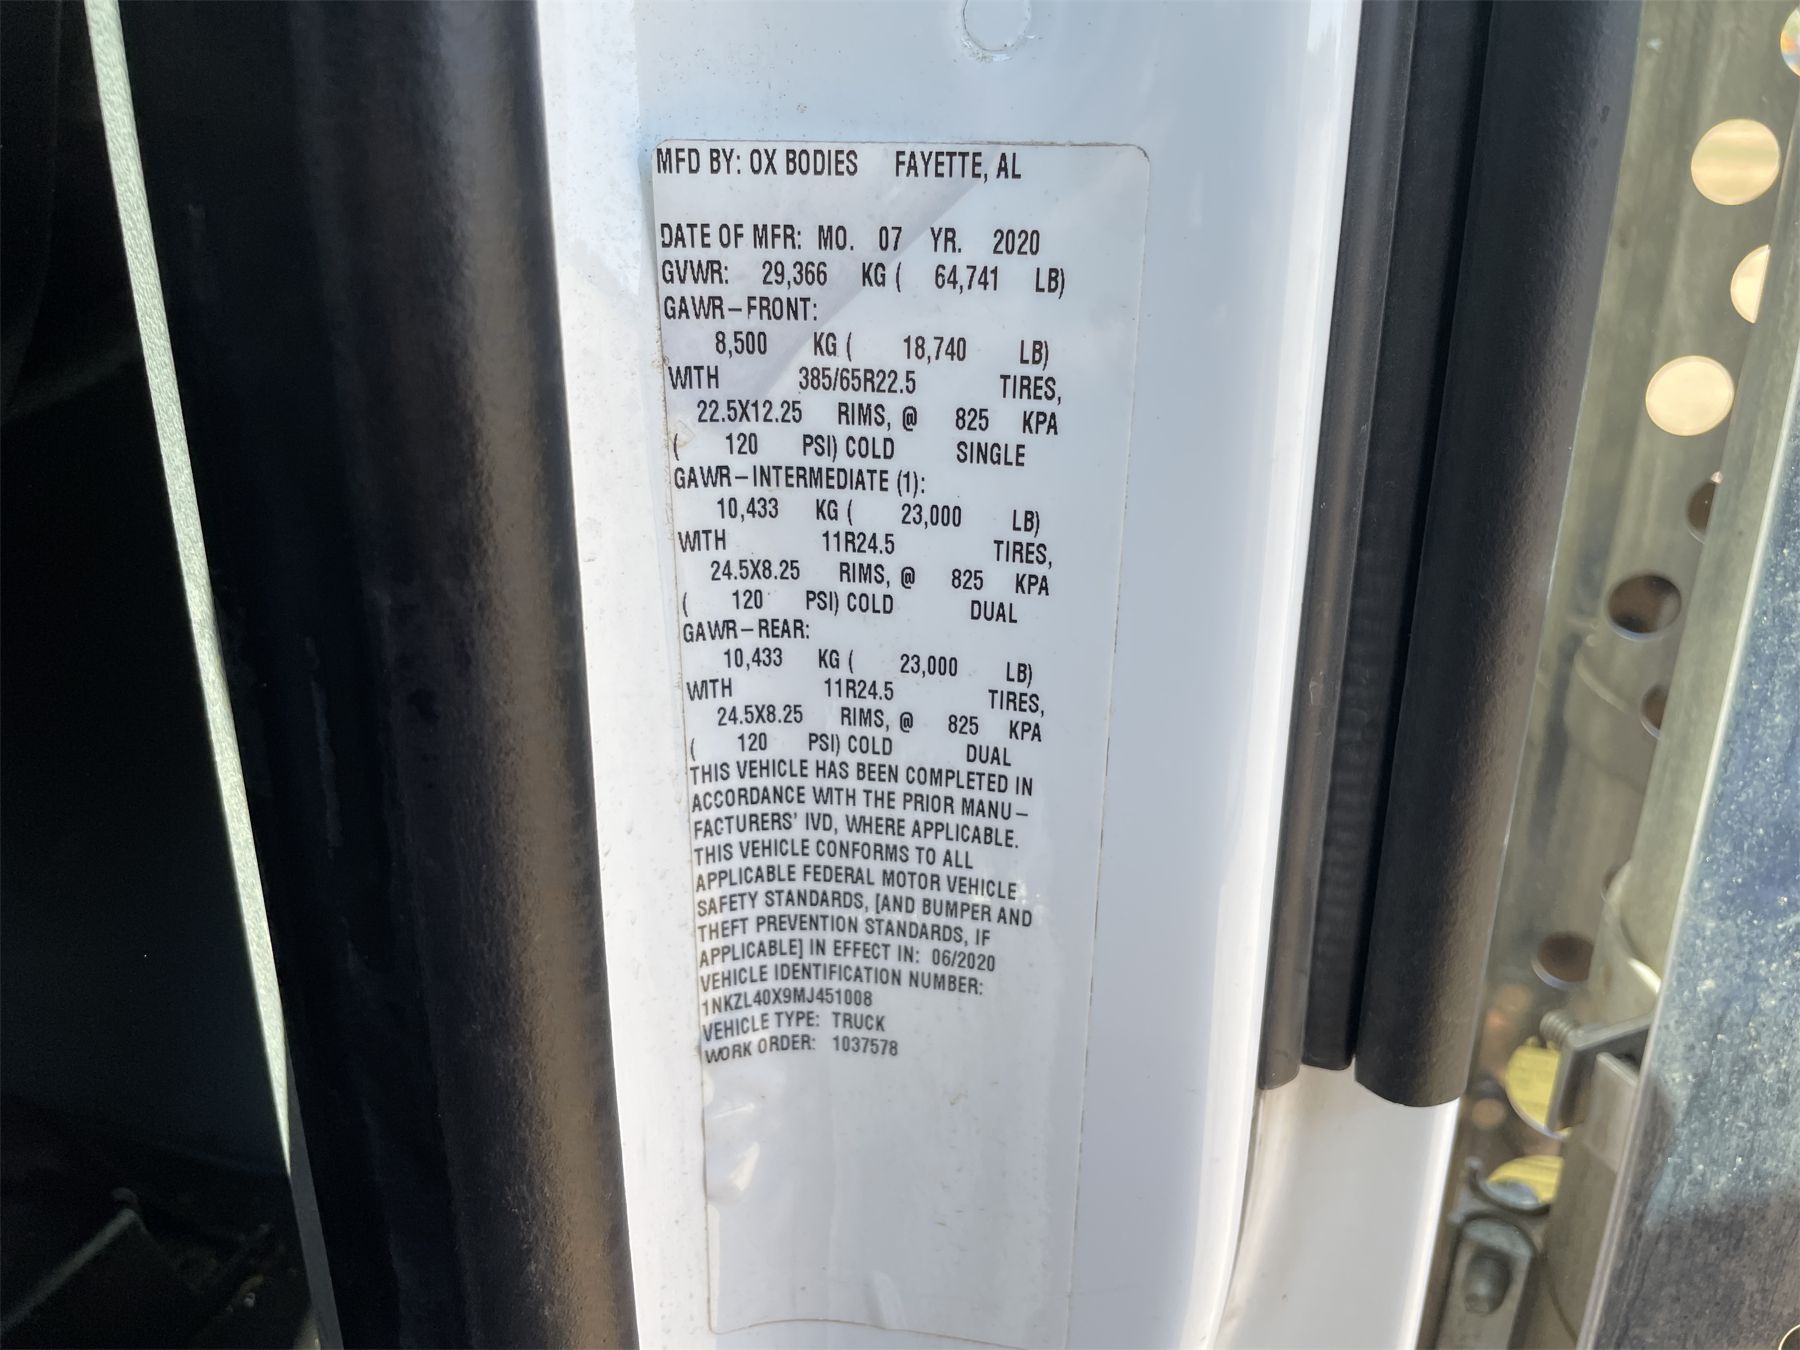 MFD BY: OX BODIES FAYETTE, AL
DATE OF MFR: MO. 07 YR. 2020
GVWR: 29,366 KG ( 64,741 LB)
GAWR-FRONT:
8,500 KG ( 18,740 LB)
WITH 385/65R22.5 TIRES,
22.5X12.25 RIMS, @ 825 KPA
( 120 PSI) COLD SINGLE
GAWR-INTERMEDIATE (1):
10,433 KG ( 23,000 LB)
WITH 11R24.5 TIRES,
24.5X8.25 RIMS, @ 825 KPA
( 120 PSI) COLD DUAL
GAWR-REAR:
10,433 KG ( 23,000 LB)
WITH 11R24.5 TIRES,
24.5X8.25 RIMS, @ 825 KPA
( 120 PSI) COLD DUAL
THIS VEHICLE HAS BEEN COMPLETED IN
ACCORDANCE WITH THE PRIOR MANU-
FACTURERS' IVD, WHERE APPLICABLE.
THIS VEHICLE CONFORMS TO ALL
APPLICABLE FEDERAL MOTOR VEHICLE
SAFETY STANDARDS, [AND BUMPER AND
THEFT PREVENTION STANDARDS, IF
APPLICABLE] IN EFFECT IN: 06/2020
VEHICLE IDENTIFICATION NUMBER:
1NKZL40X9MJ451008
VEHICLE TYPE: TRUCK
WORK ORDER: 1037578